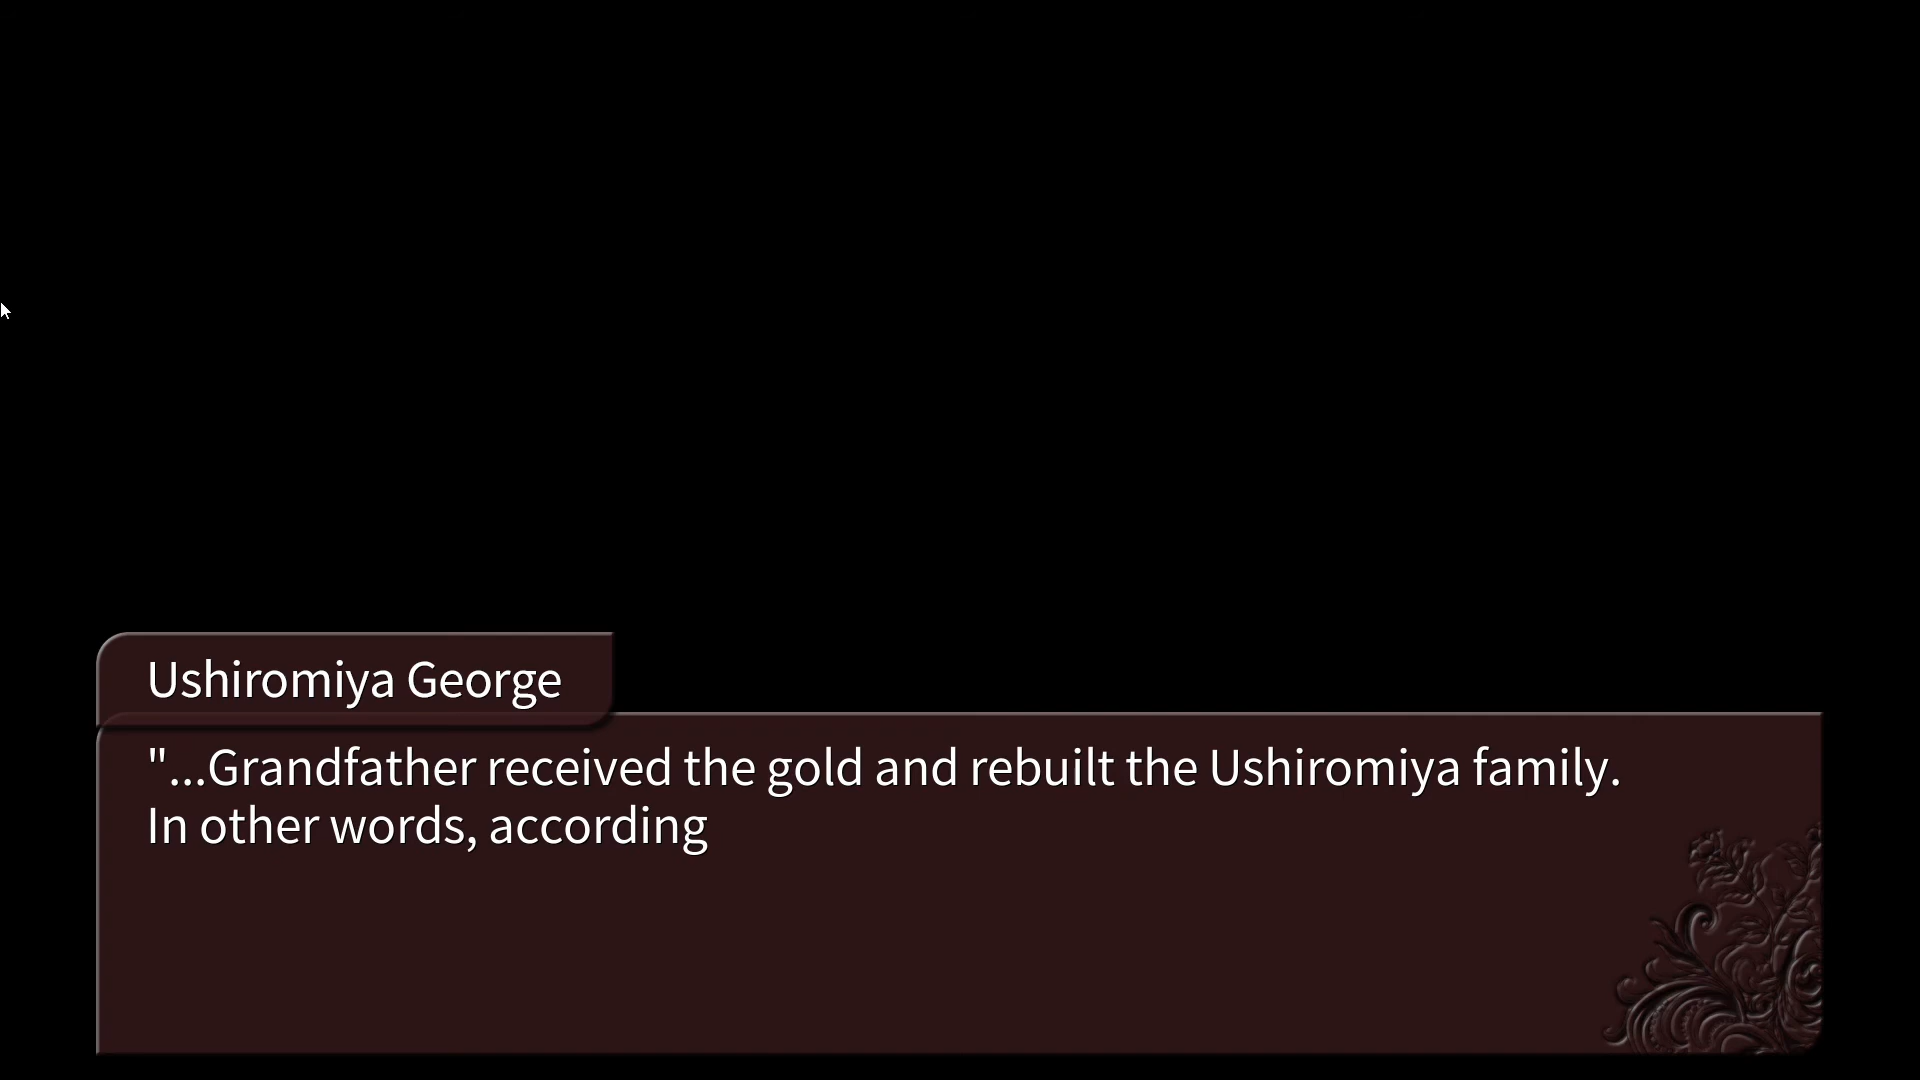 Ushiromiya George
"...Grandfather received the gold and rebuilt the Ushiromiya family.
In other words, according